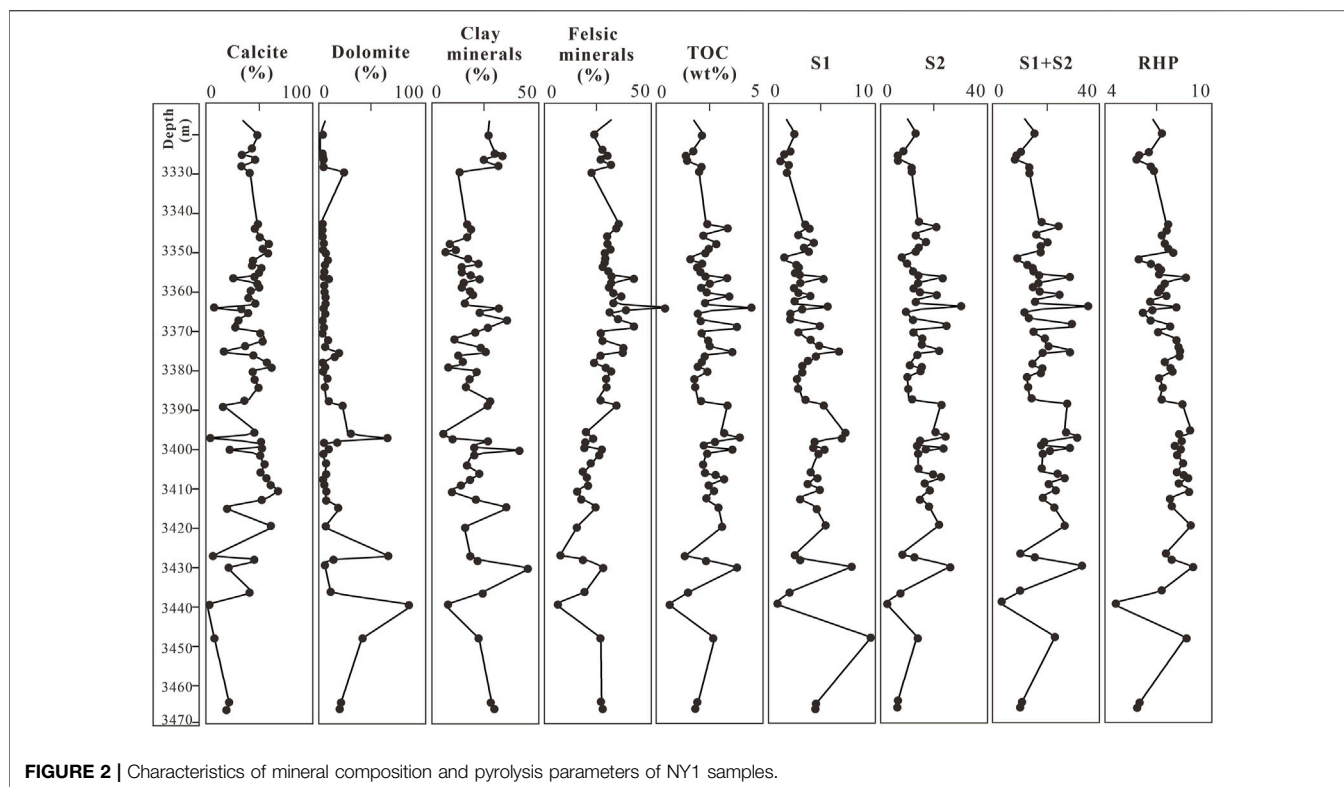 Calcite
(%)
Dolomite
(%)
Clay
minerals
(%)
Felsic
minerals
(%)
TOC
(wt%)
S1
S2
S1+S2
RHP
0 100
0 100
0 50
0 50
0 5
0 10
0 40
0 40
4 10
Depth
(m)
3330
3340
3350
3360
3370
3380
3390
3400
3410
3420
3430
3440
3450
3460
3470
FIGURE 2 | Characteristics of mineral composition and pyrolysis parameters of NY1 samples.